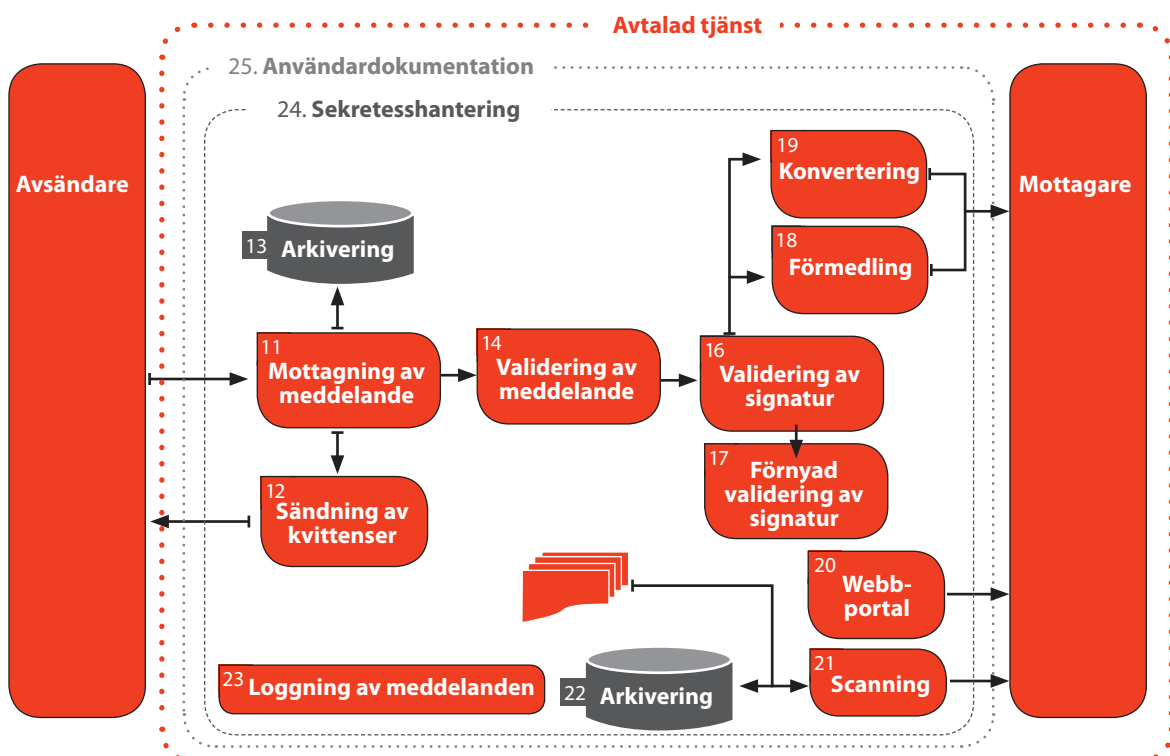 Avtalad tjänst
25. Användardokumentation
24. Sekretesshantering
Avsändare
Mottagare
19
Konvertering
18
Förmedling
13
Arkivering
11
Mottagning av
meddelande
14
Validering av
meddelande
16
Validering av
signatur
17
Förnyad
validering av
signatur
12
Sändning av
kvittenser
20
Webb-
portal
21
Scanning
22
Arkivering
23
Loggning av meddelanden